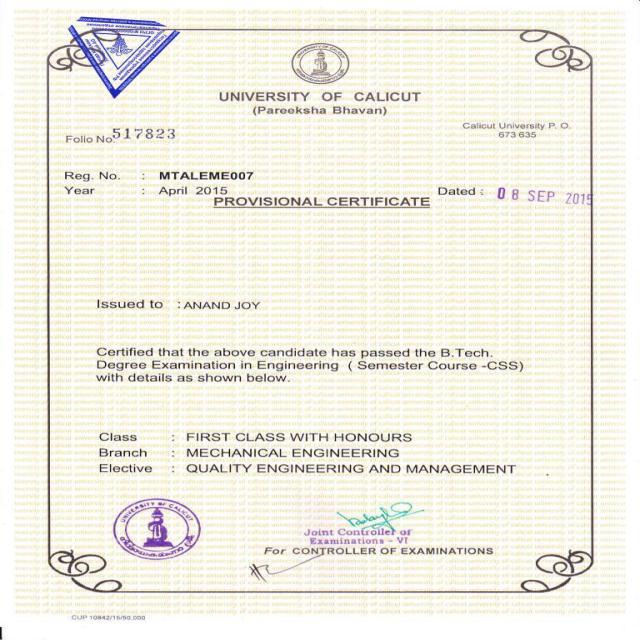 UNIVERSITY OF CALICUT
(Pareeksha Bhavan)
Folio No. 517823
Calicut University P. O.
673 635
Reg. No. : MTALEME007
Year : April 2015
Dated : 08 SEP 2015
PROVISIONAL CERTIFICATE
Issued to : ANAND JOY
Certified that the above candidate has passed the B.Tech.
Degree Examination in Engineering ( Semester Course -CSS)
with details as shown below.
Class : FIRST CLASS WITH HONOURS
Branch : MECHANICAL ENGINEERING
Elective : QUALITY ENGINEERING AND MANAGEMENT
UNIVERSITY OF CALICUT
Joint Controller of
Examinations - VI
For CONTROLLER OF EXAMINATIONS
CUP 10842/15/50,000